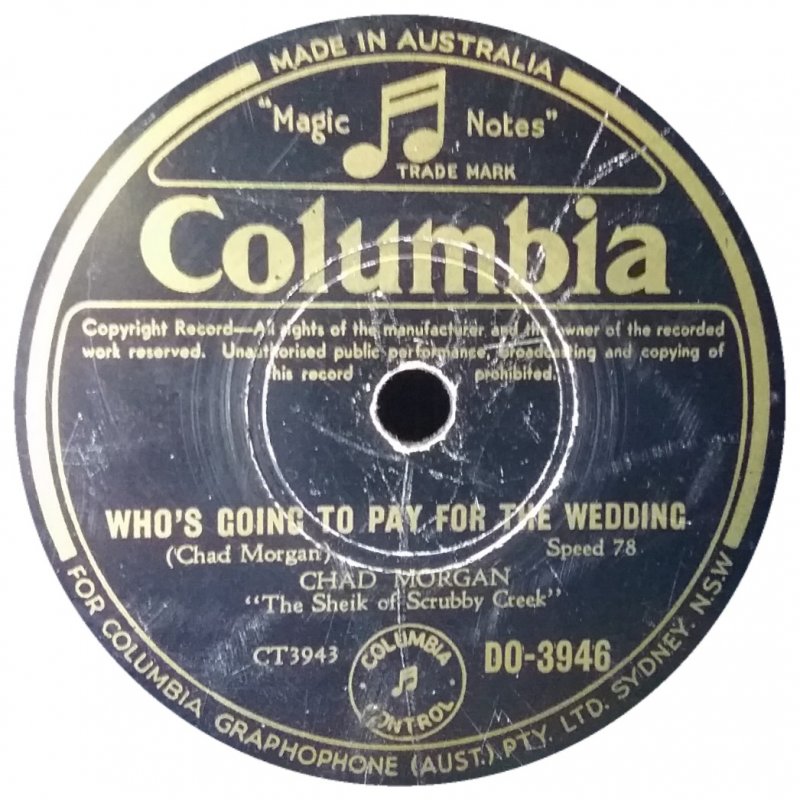 MADE IN AUSTRALIA
"Magic Notes"
TRADE MARK
Columbia
Copyright Record—All rights of the manufacturer and the owner of the recorded
work reserved. Unauthorised public performance, broadcasting and copying of
this record prohibited.
WHO'S GOING TO PAY FOR THE WEDDING
(Chad Morgan) Speed 78
CHAD MORGAN
"The Sheik of Scrubby Creek"
CT3943 DO-3946
COLUMBIA
CONTROL
FOR COLUMBIA GRAPHOPHONE (AUST.) PTY. LTD. SYDNEY. N.S.W